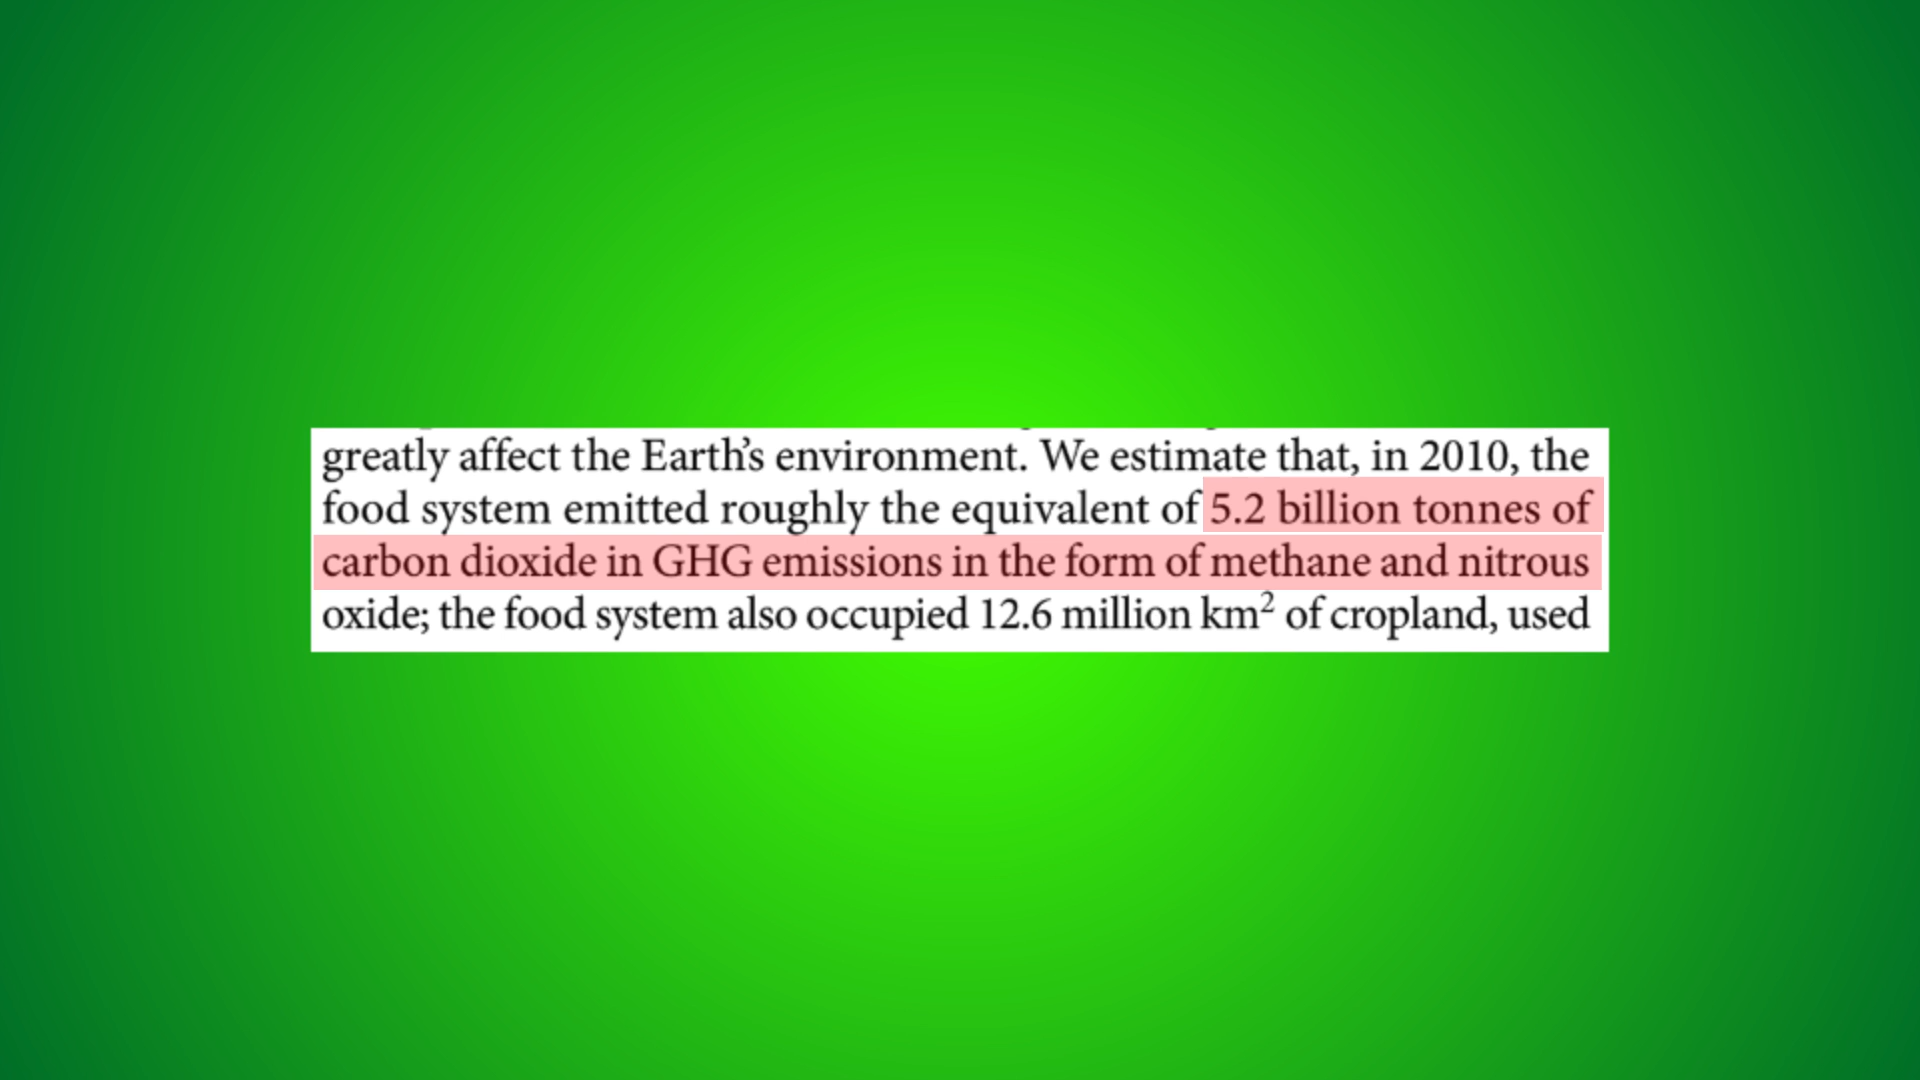 greatly affect the Earth's environment. We estimate that, in 2010, the
food system emitted roughly the equivalent of 5.2 billion tonnes of
carbon dioxide in GHG emissions in the form of methane and nitrous
oxide; the food system also occupied 12.6 million km² of cropland, used